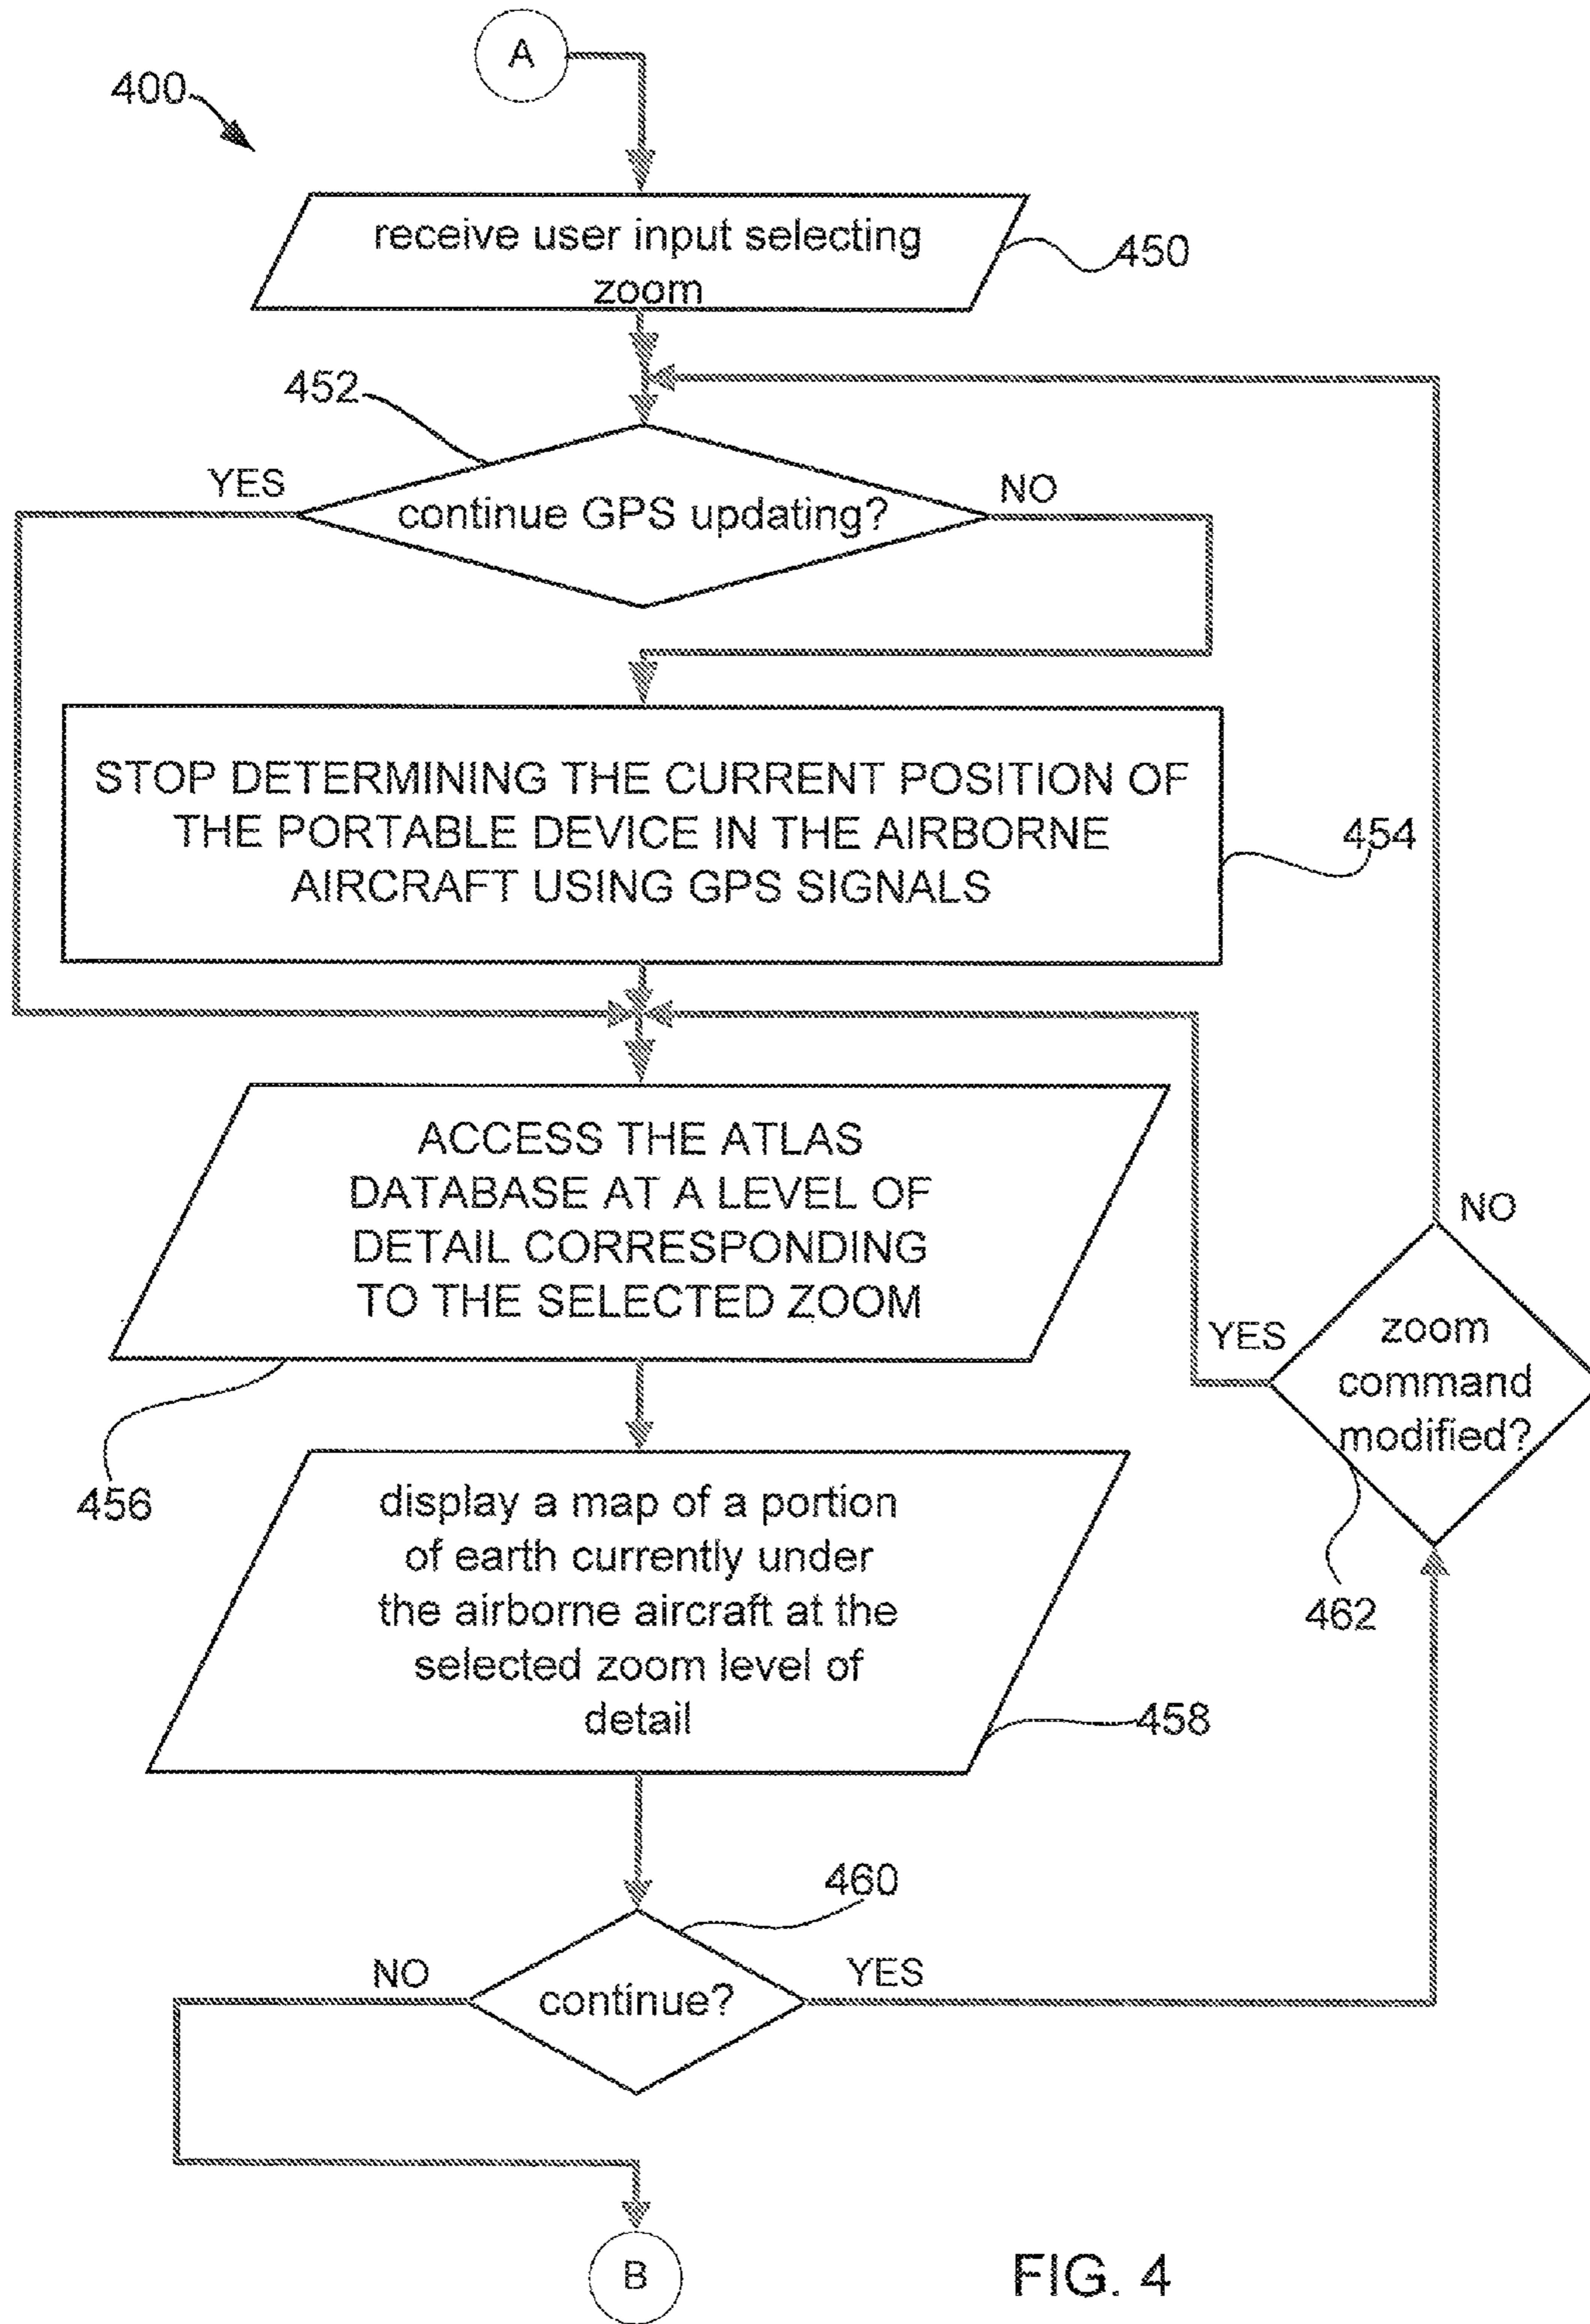 A
400
receive user input selecting
zoom
450
452
YES
NO
continue GPS updating?
STOP DETERMINING THE CURRENT POSITION OF
THE PORTABLE DEVICE IN THE AIRBORNE
AIRCRAFT USING GPS SIGNALS
454
ACCESS THE ATLAS
DATABASE AT A LEVEL OF
DETAIL CORRESPONDING
TO THE SELECTED ZOOM
456
NO
YES
zoom
command
modified?
462
display a map of a portion
of earth currently under
the airborne aircraft at the
selected zoom level of
detail
458
460
NO
YES
continue?
B
FIG. 4